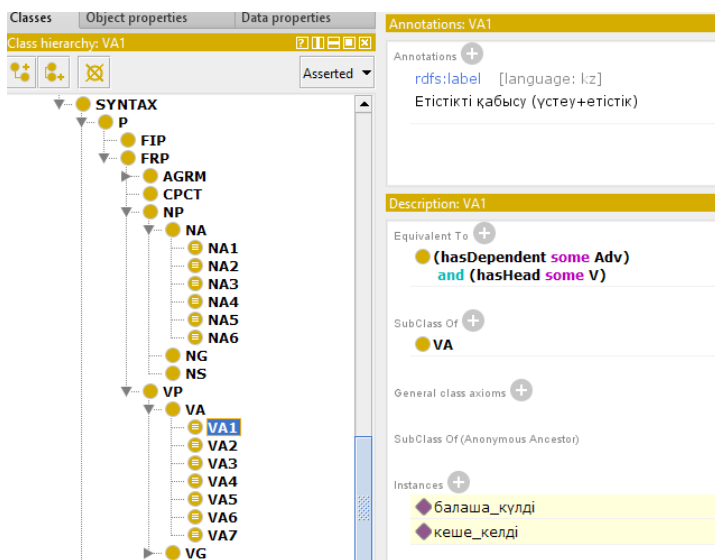 Classes
Object properties
Data properties
Class hierarchy: VA1
Asserted
SYNTAX
P
FIP
FRP
AGRM
CPCT
NP
NA
NA1
NA2
NA3
NA4
NA5
NA6
NG
NS
VP
VA
VA1
VA2
VA3
VA4
VA5
VA6
VA7
VG
Annotations: VA1
Annotations
rdfs:label [language: kz]
Етістікті қабысу (үстеу+етістік)
Description: VA1
Equivalent To
(hasDependent some Adv)
and (hasHead some V)
SubClass Of
VA
General class axioms
SubClass Of (Anonymous Ancestor)
Instances
балаша_күлді
кеше_келді